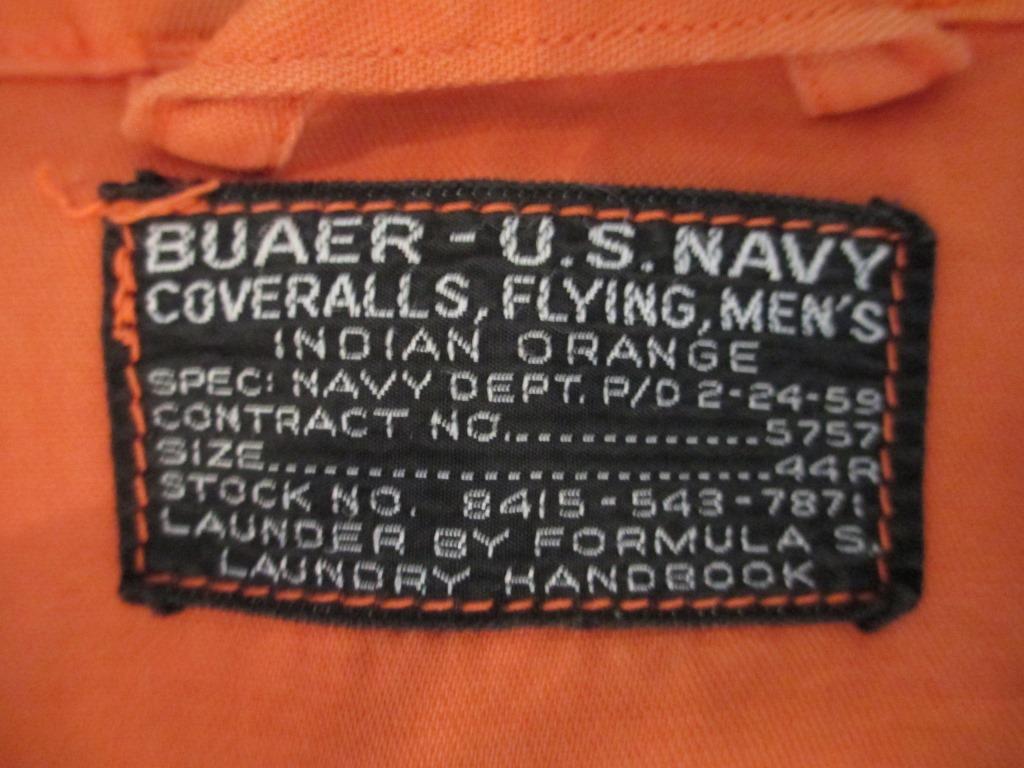 BUAER - U.S. NAVY
COVERALLS, FLYING, MEN'S
INDIAN ORANGE
SPEC: NAVY DEPT. P/D 2-24-59
CONTRACT NO..................5757
SIZE..............................44R
STOCK NO. 8415-543-7871
LAUNDER BY FORMULA S.
LAUNDRY HANDBOOK